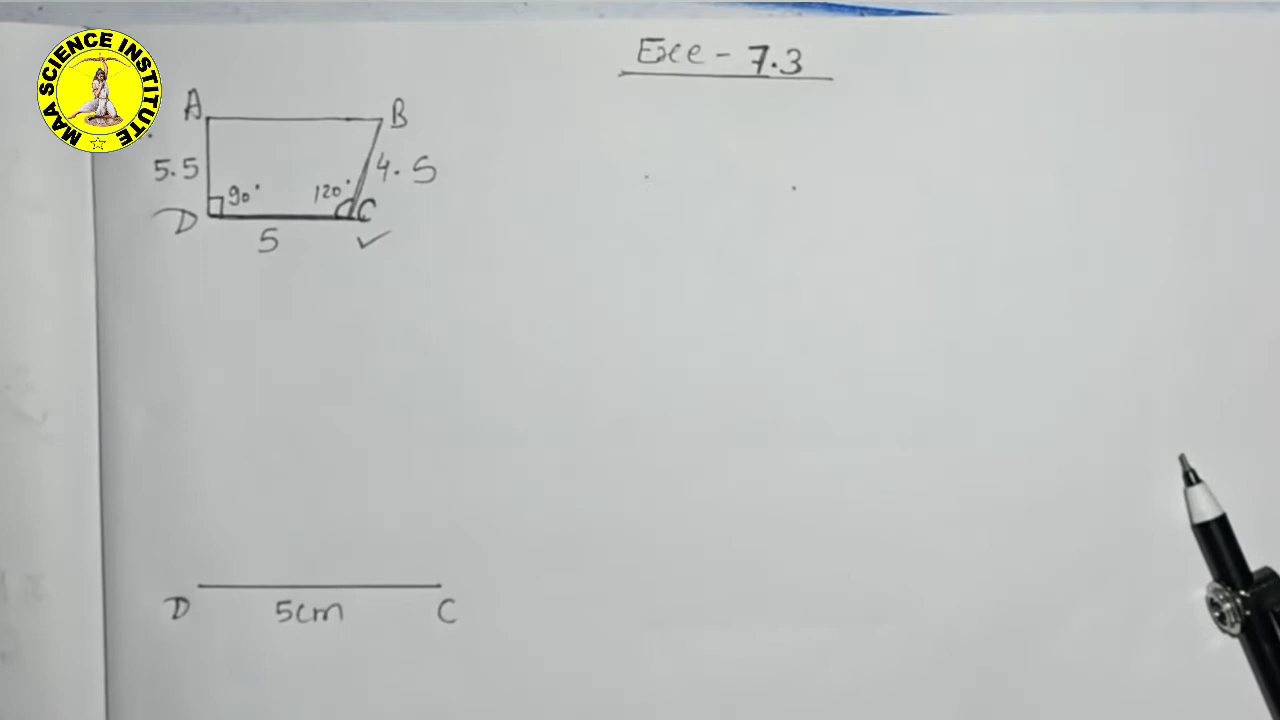 MAA SCIENCE INSTITUTE
Exe - 7.3
A B
5.5 4.5
90° 120°
D C
5
D 5cm C